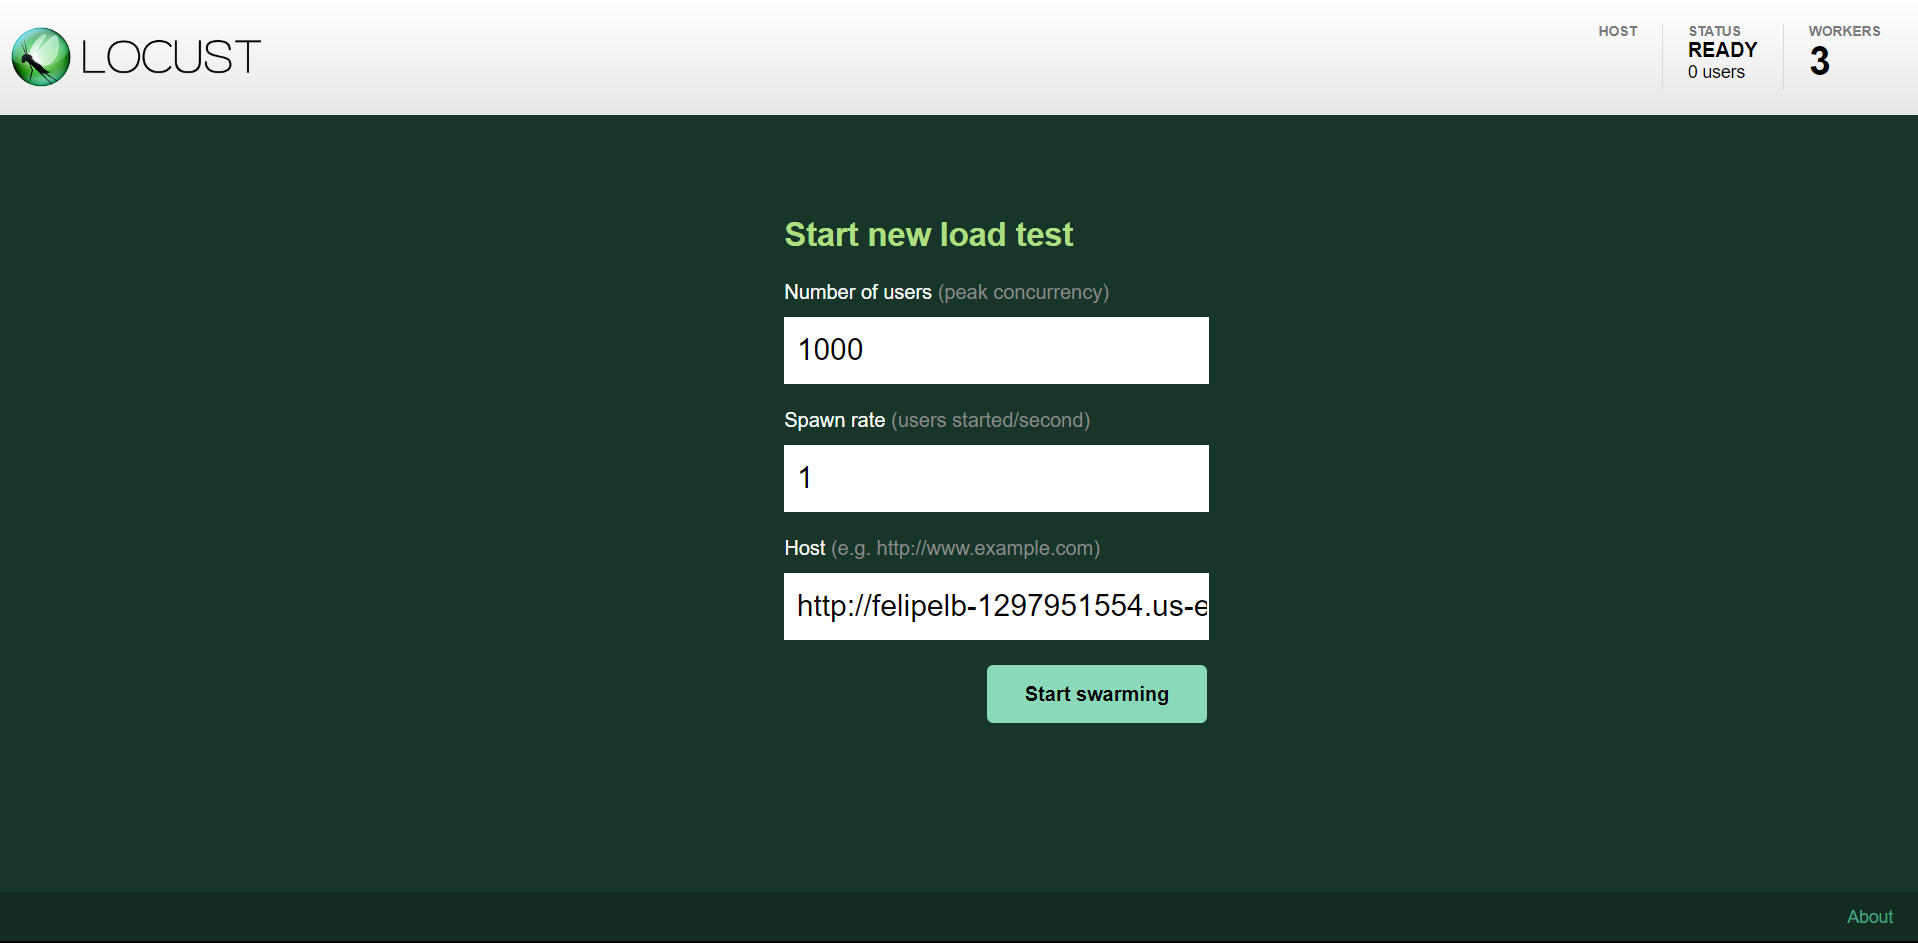 LOCUST
HOST
STATUS
READY
0 users
WORKERS
3
Start new load test
Number of users (peak concurrency)
1000
Spawn rate (users started/second)
1
Host (e.g. http://www.example.com)
http://felipelb-1297951554.us-e
Start swarming
About